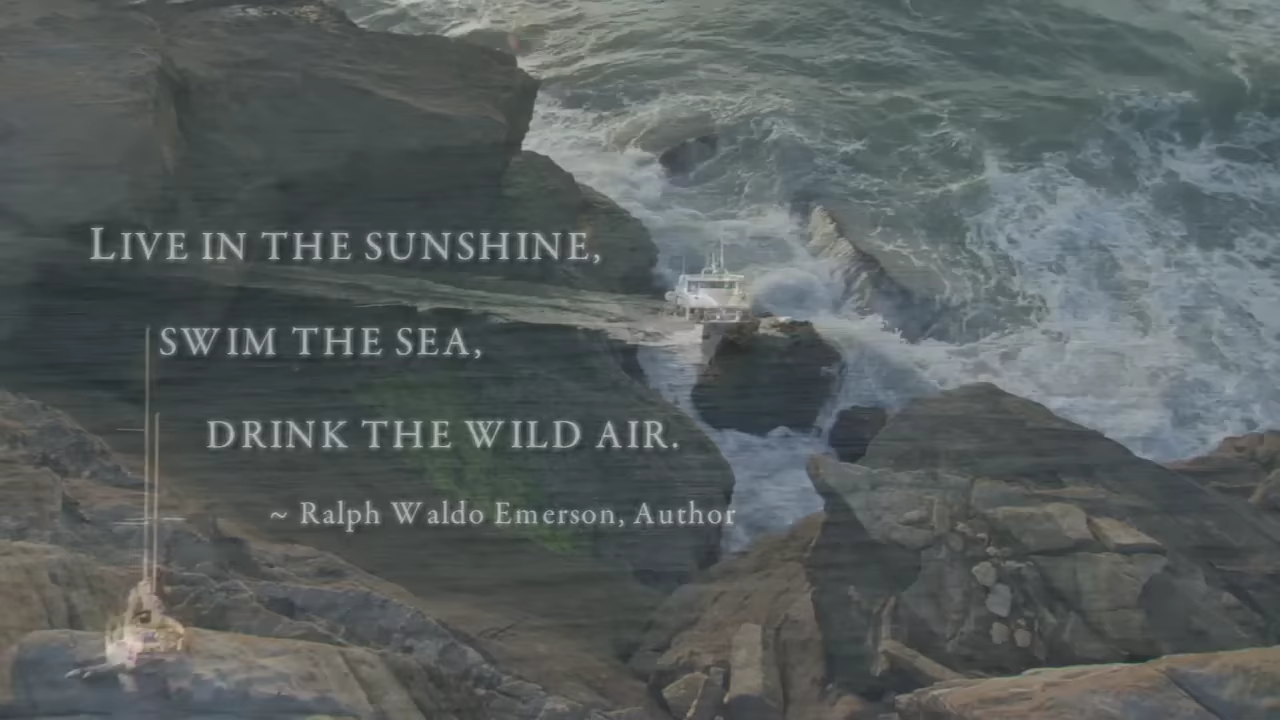 Live in the sunshine,
swim the sea,
drink the wild air.
~ Ralph Waldo Emerson, Author